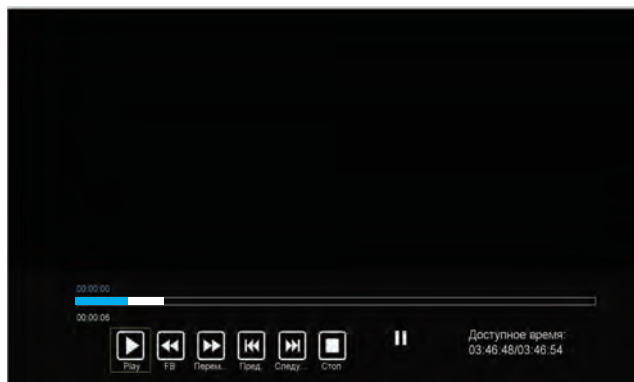 00:00:00
00:00:06
Play FB Перем... Пред. Следу... Стоп
Доступное время:
03:46:48/03:46:54